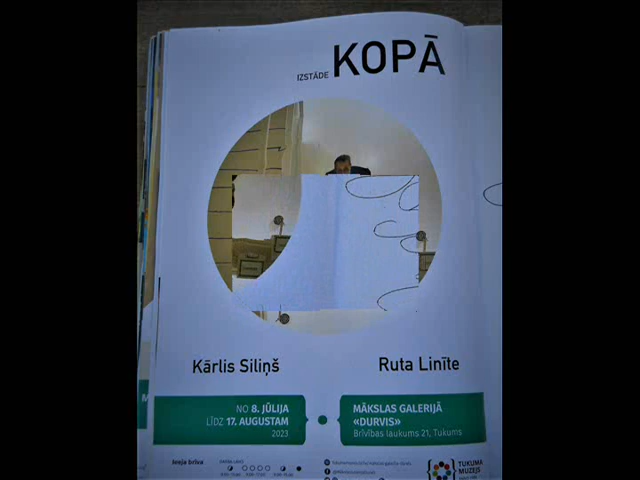 IZSTĀDE KOPĀ
Kārlis Siliņš
Ruta Linīte
NO 8. JŪLIJA
LĪDZ 17. AUGUSTAM
2023
MĀKSLAS GALERIJĀ
«DURVIS»
Brīvības laukums 21, Tukums
Ieeja brīva
TUKUMA
MUZEJS